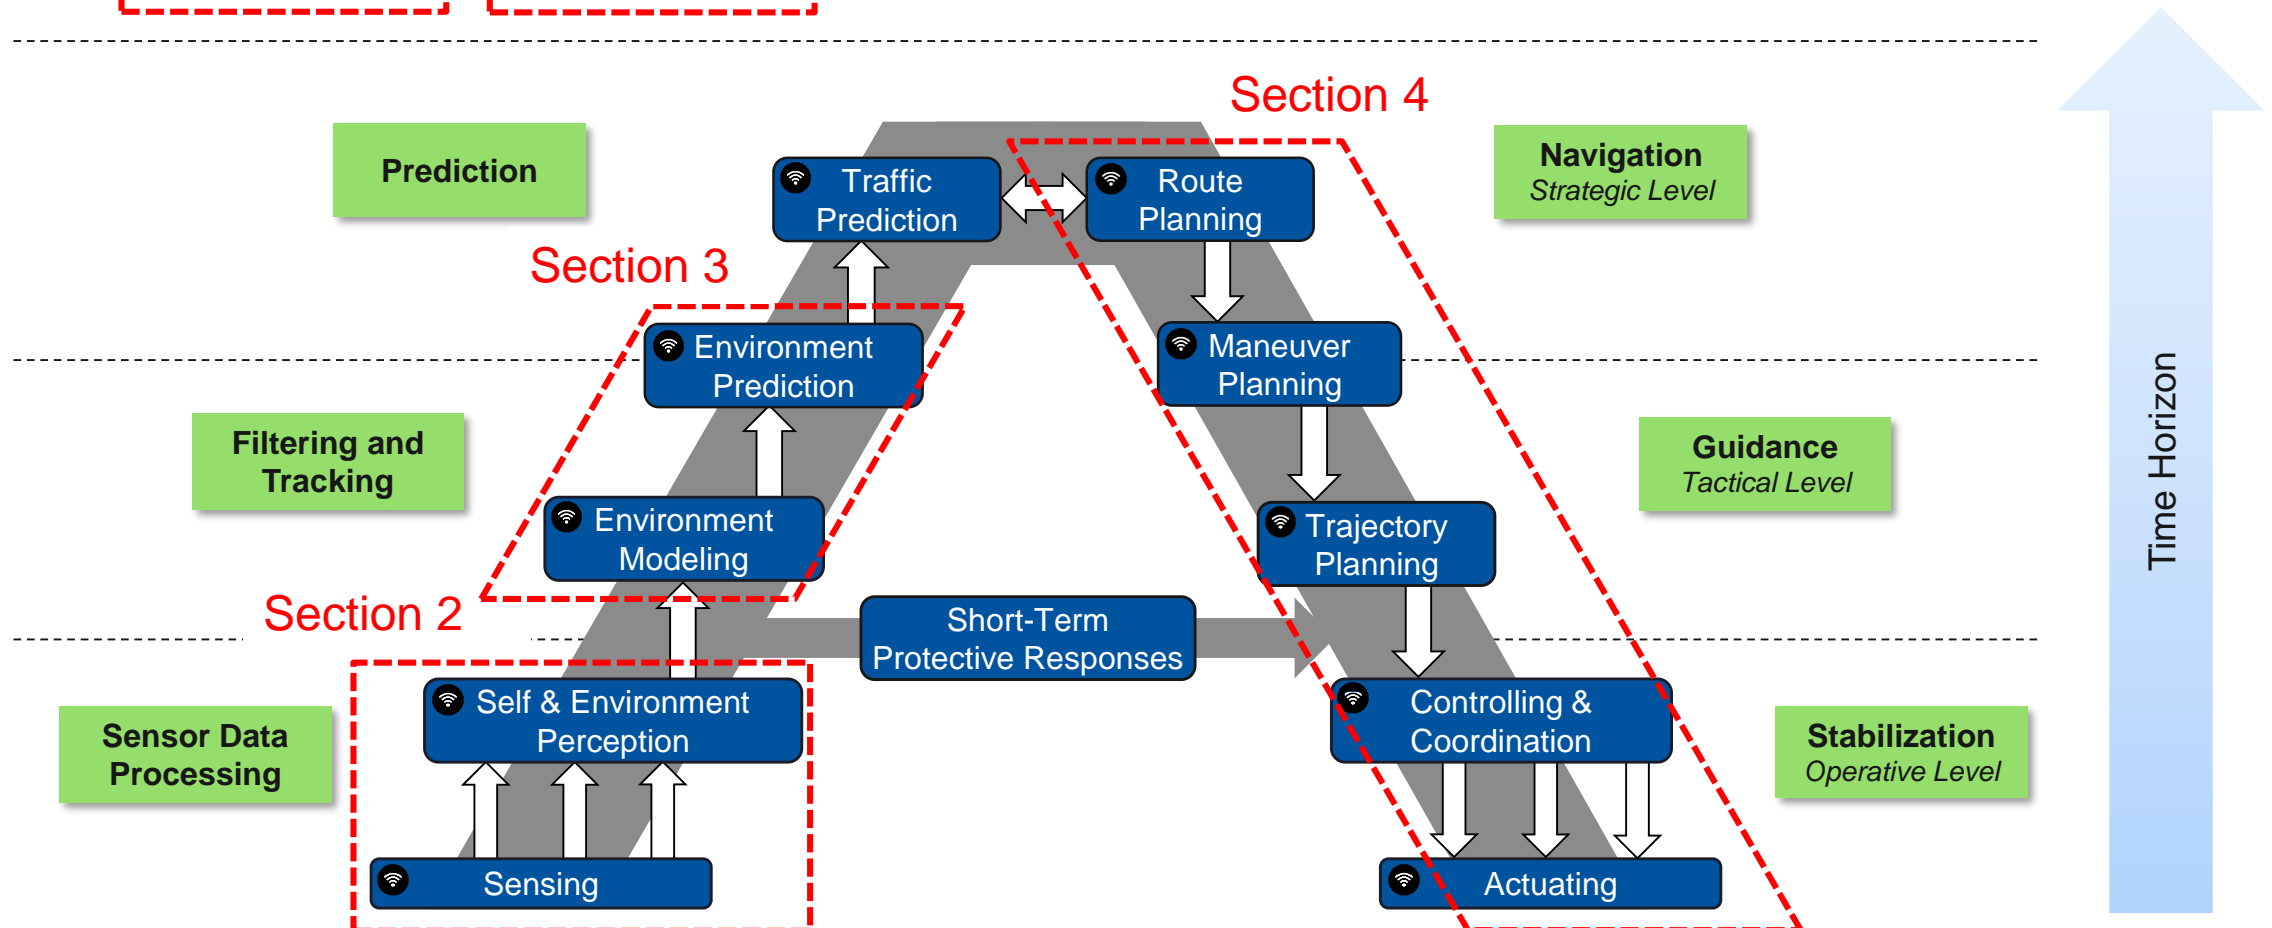 Section 4
Prediction
Traffic
Prediction
Route
Planning
Navigation
Strategic Level
Section 3
Environment
Prediction
Maneuver
Planning
Time Horizon
Filtering and
Tracking
Guidance
Tactical Level
Environment
Modeling
Trajectory
Planning
Section 2
Short-Term
Protective Responses
Self & Environment
Perception
Controlling &
Coordination
Sensor Data
Processing
Stabilization
Operative Level
Sensing
Actuating